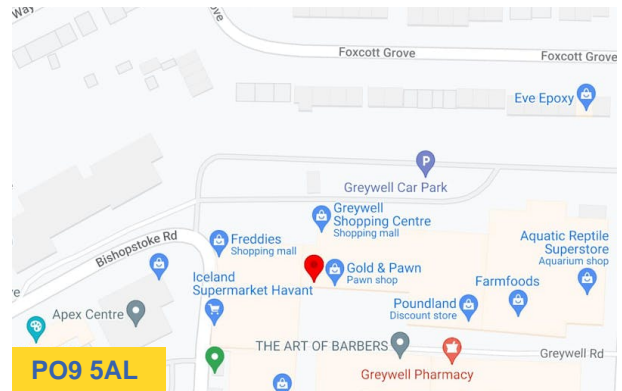 Way
ve
Foxcott Grove
Foxcott Grove
Eve Epoxy
P
Greywell Car Park
Greywell
Shopping Centre
Shopping mall
Bishopstoke Rd
Freddies
Shopping mall
Aquatic Reptile
Superstore
Aquarium shop
Gold & Pawn
Pawn shop
Iceland
Supermarket Havant
Farmfoods
Poundland
Discount store
Apex Centre
THE ART OF BARBERS
Greywell Rd
Greywell Pharmacy
PO9 5AL